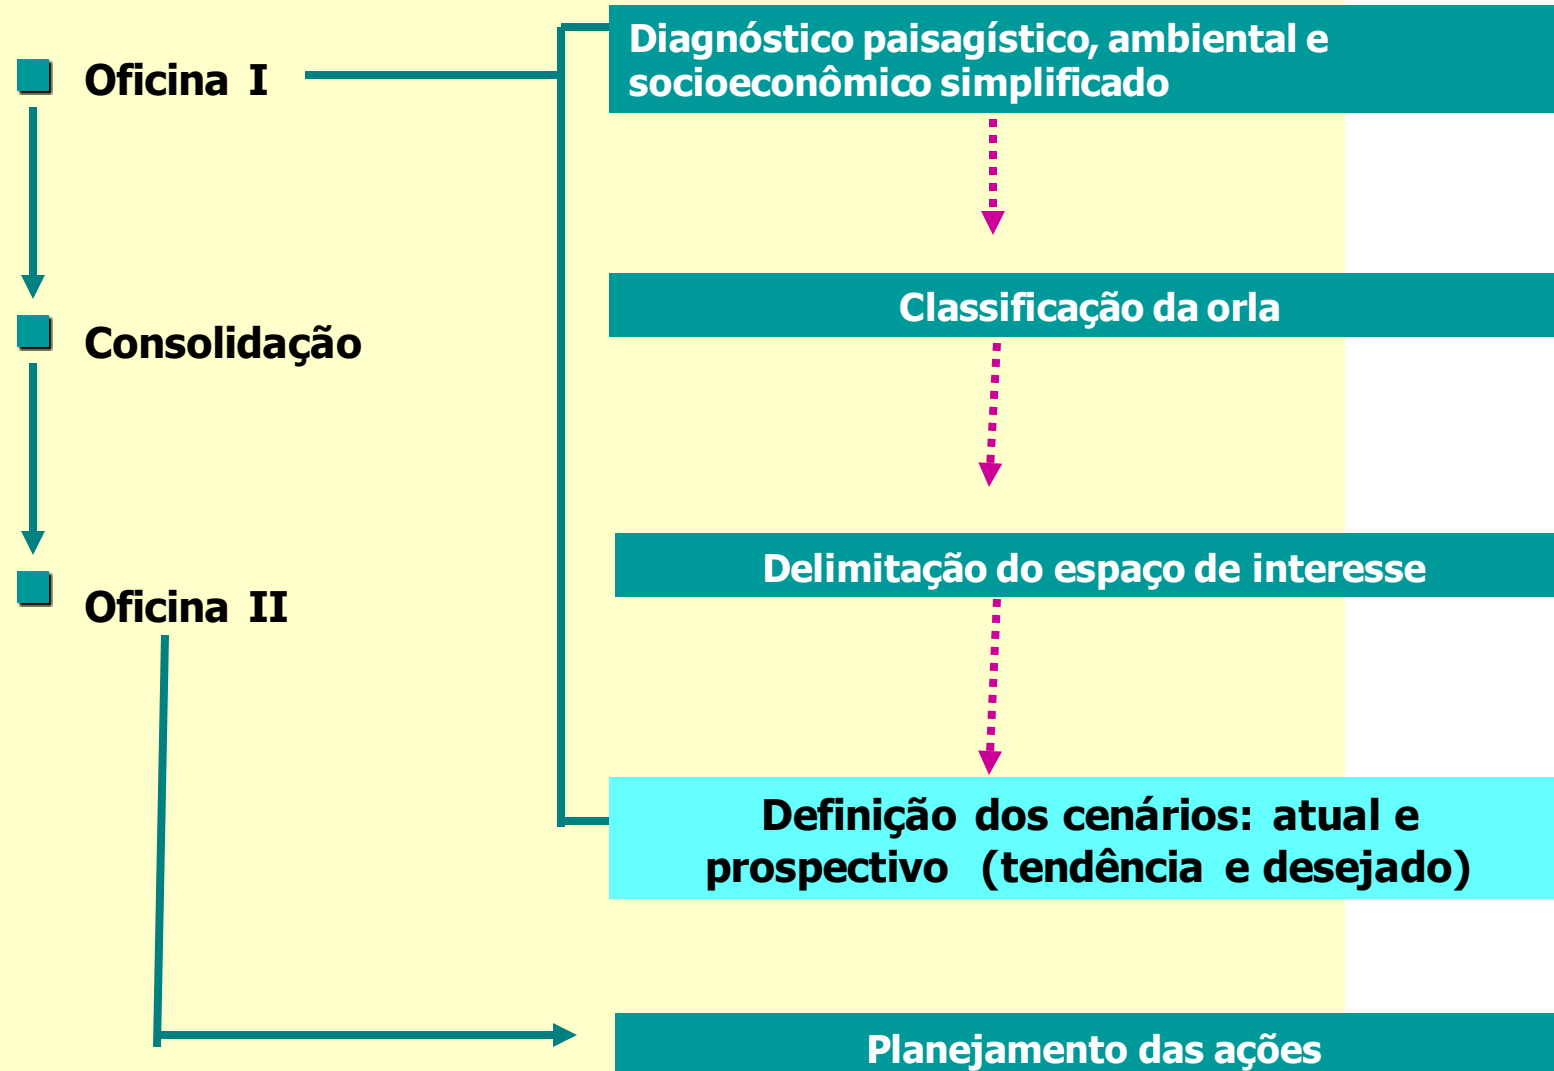 Oficina I
Consolidação
Oficina II
Diagnóstico paisagístico, ambiental e
socioeconômico simplificado
Classificação da orla
Delimitação do espaço de interesse
Definição dos cenários: atual e
prospectivo (tendência e desejado)
Planejamento das ações